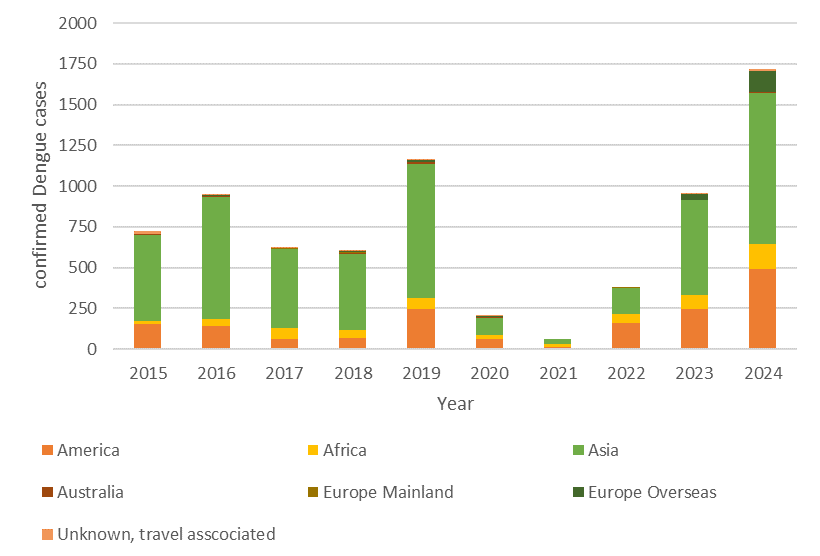 2000
1750
1500
1250
1000
750
500
250
0
confirmed Dengue cases
2015 2016 2017 2018 2019 2020 2021 2022 2023 2024
Year
America Africa Asia
Australia Europe Mainland Europe Overseas
Unknown, travel asscociated